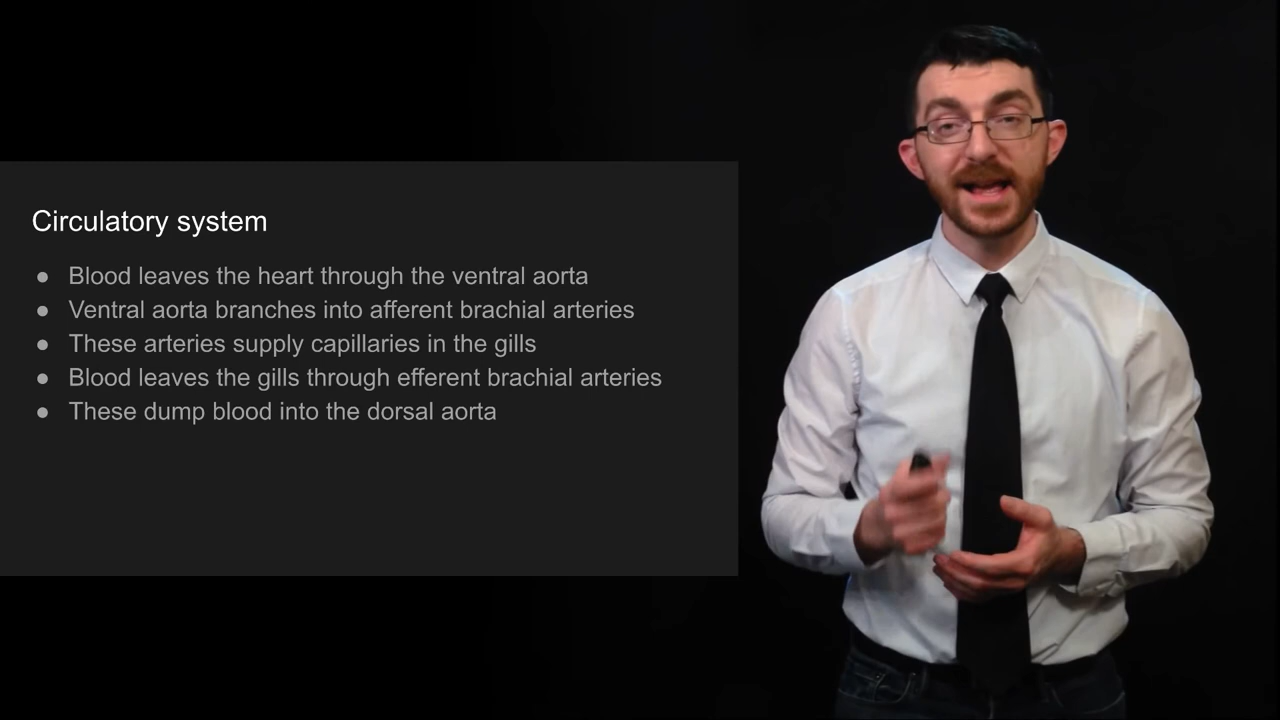 Circulatory system
● Blood leaves the heart through the ventral aorta
● Ventral aorta branches into afferent brachial arteries
● These arteries supply capillaries in the gills
● Blood leaves the gills through efferent brachial arteries
● These dump blood into the dorsal aorta